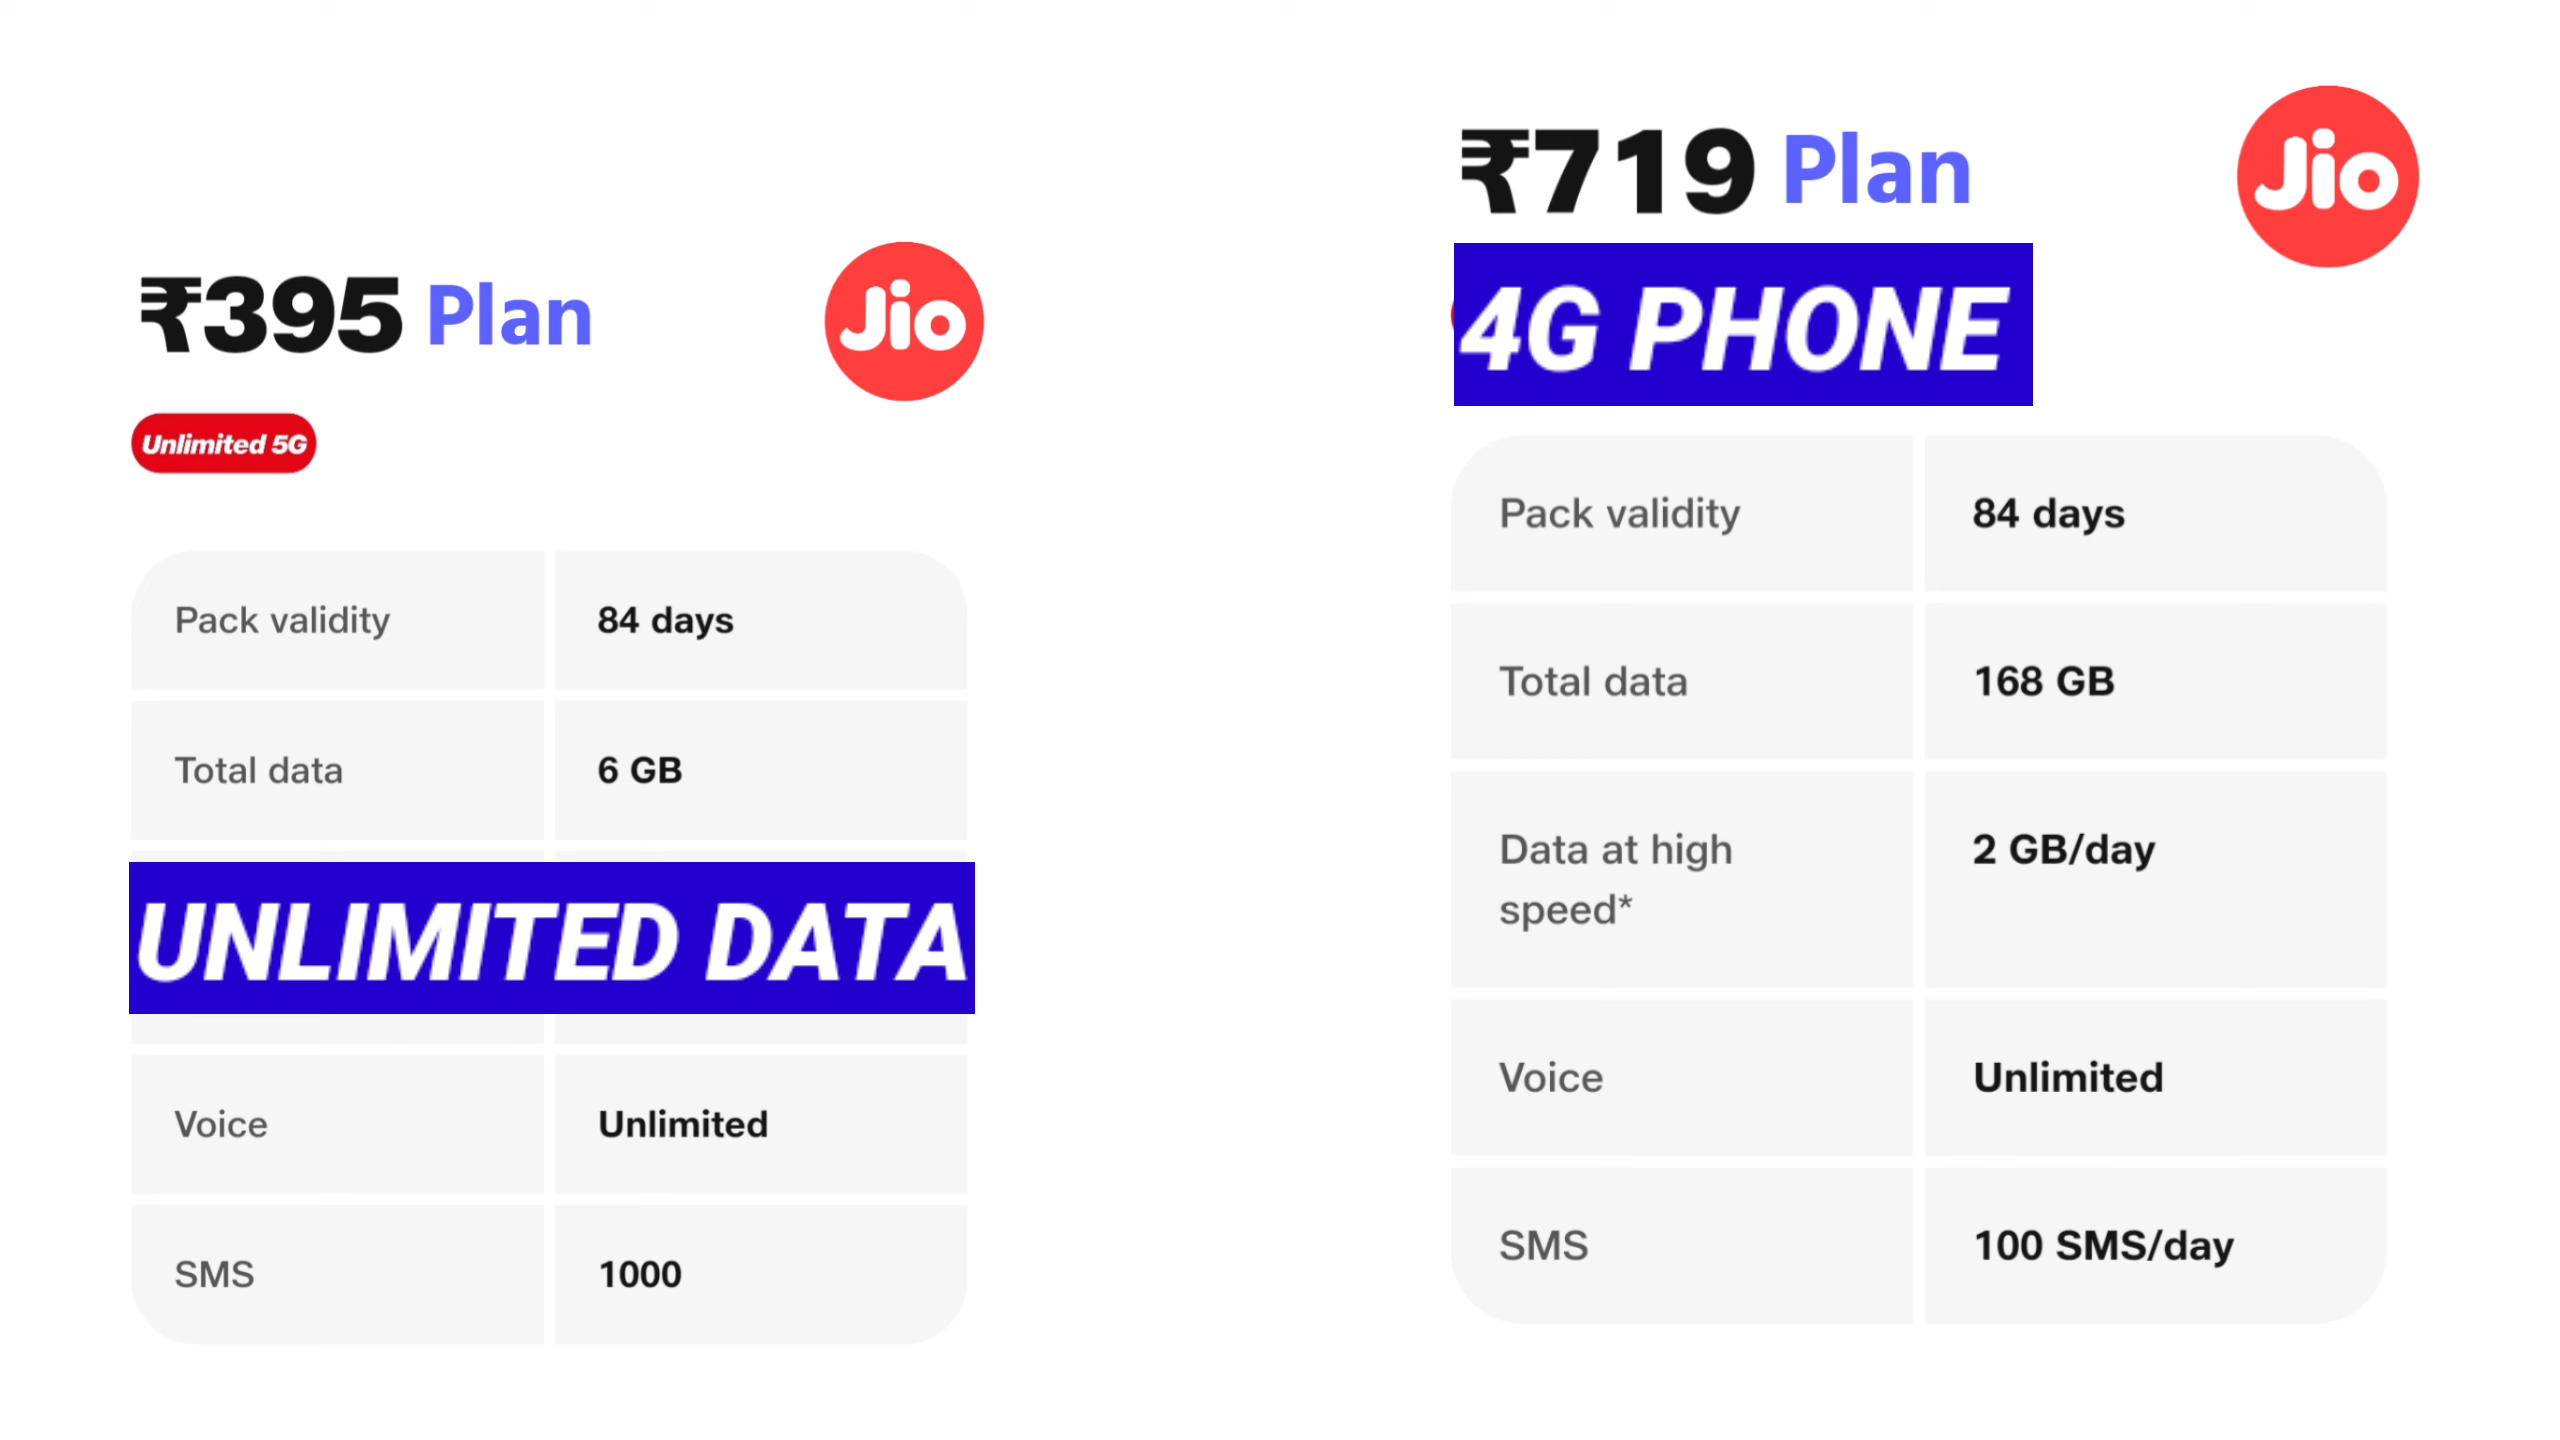 ₹395 Plan
Jio
Unlimited 5G
Pack validity 84 days
Total data 6 GB
UNLIMITED DATA
Voice Unlimited
SMS 1000
₹719 Plan
Jio
4G PHONE
Pack validity 84 days
Total data 168 GB
Data at high 2 GB/day
speed*
Voice Unlimited
SMS 100 SMS/day